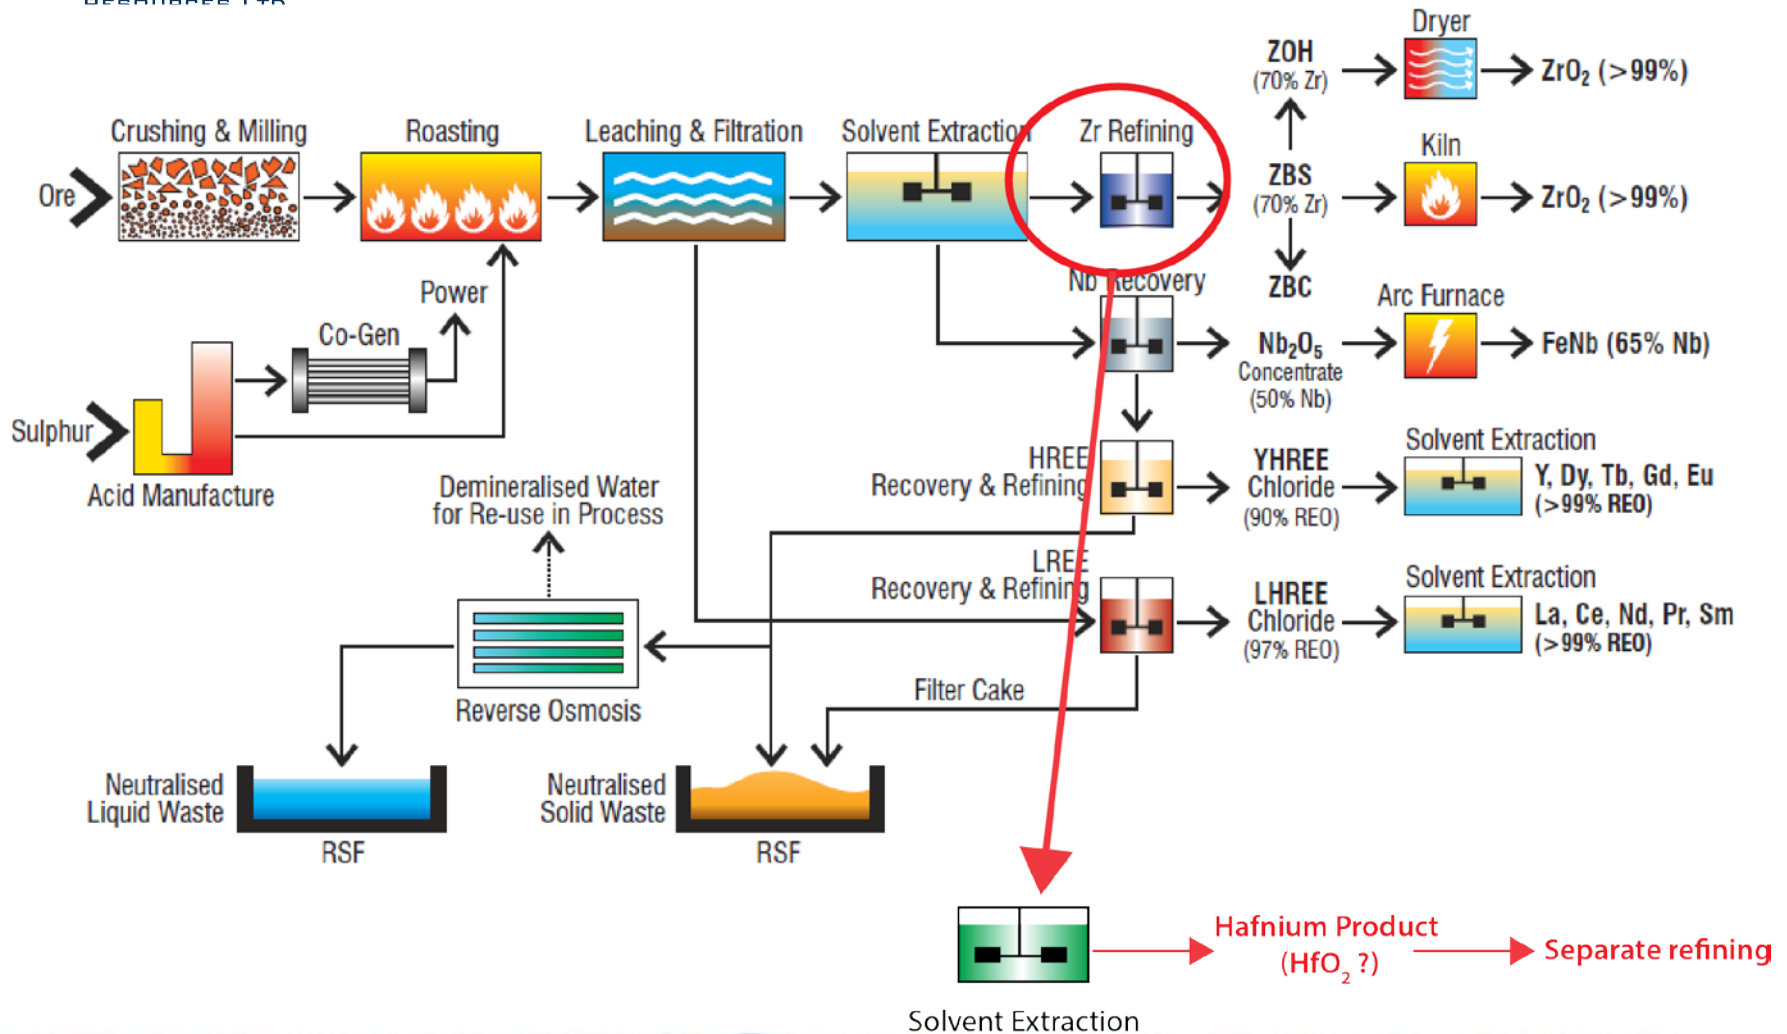 Dryer
ZOH
(70% Zr)
ZrO₂ (>99%)
Crushing & Milling
Roasting
Leaching & Filtration
Solvent Extraction
Zr Refining
Kiln
Ore
ZBS
(70% Zr)
ZrO₂ (>99%)
Nb Recovery
ZBC
Power
Arc Furnace
Co-Gen
Nb₂O₅
Concentrate
(50% Nb)
FeNb (65% Nb)
Sulphur
Acid Manufacture
Demineralised Water
for Re-use in Process
HREE
Recovery & Refining
YHREE
Chloride
(90% REO)
Solvent Extraction
Y, Dy, Tb, Gd, Eu
(>99% REO)
LREE
Recovery & Refining
LHREE
Chloride
(97% REO)
Solvent Extraction
La, Ce, Nd, Pr, Sm
(>99% REO)
Reverse Osmosis
Filter Cake
Neutralised
Liquid Waste
RSF
Neutralised
Solid Waste
RSF
Hafnium Product
(HfO₂ ?)
Separate refining
Solvent Extraction